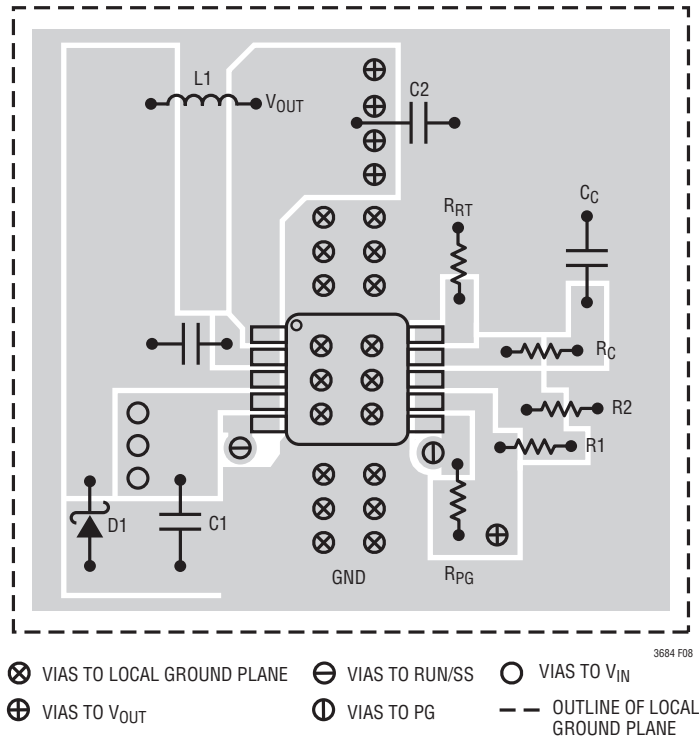 L1
VOUT
C2
RRT
CC
RC
R2
R1
D1
C1
GND
RPG
3684 F08
VIAS TO LOCAL GROUND PLANE
VIAS TO RUN/SS
VIAS TO VIN
VIAS TO VOUT
VIAS TO PG
OUTLINE OF LOCAL
GROUND PLANE